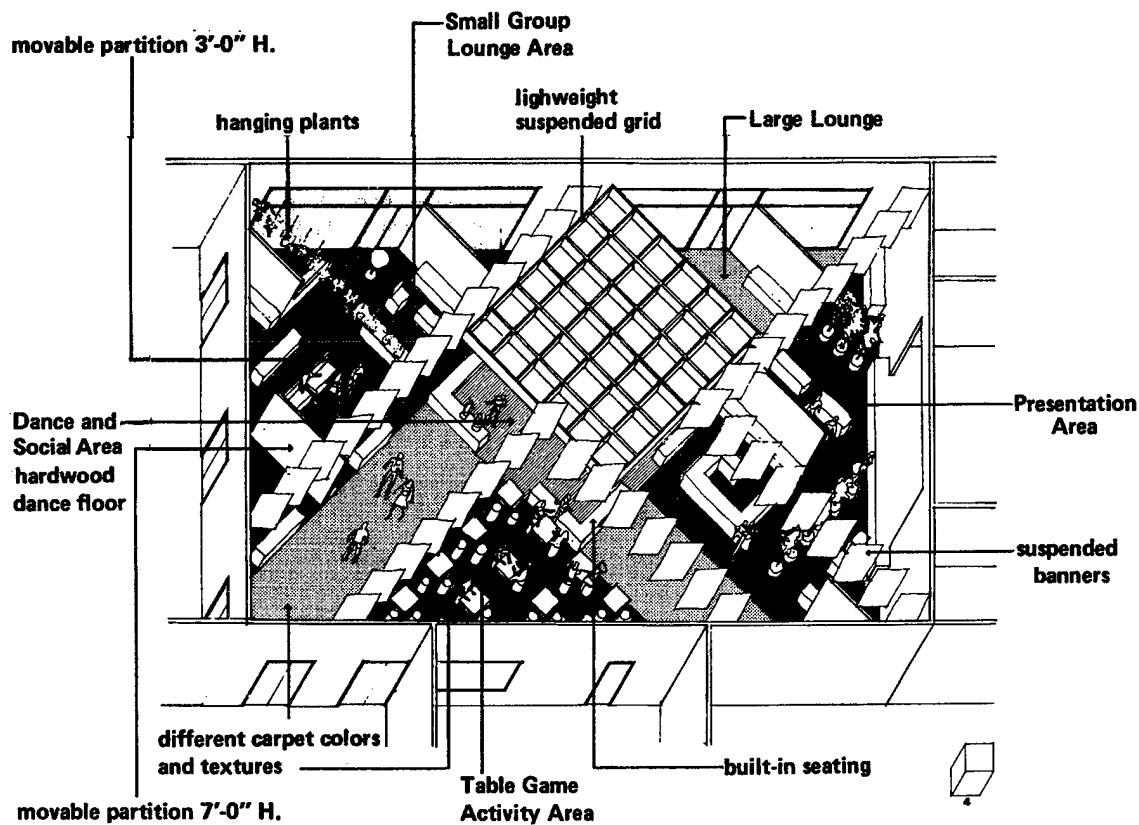 Small Group
Lounge Area
movable partition 3'-0" H.
lighweight
suspended grid
hanging plants
Large Lounge
Dance and
Social Area
hardwood
dance floor
Presentation
Area
suspended
banners
different carpet colors
and textures
built-in seating
Table Game
Activity Area
movable partition 7'-0" H.
4